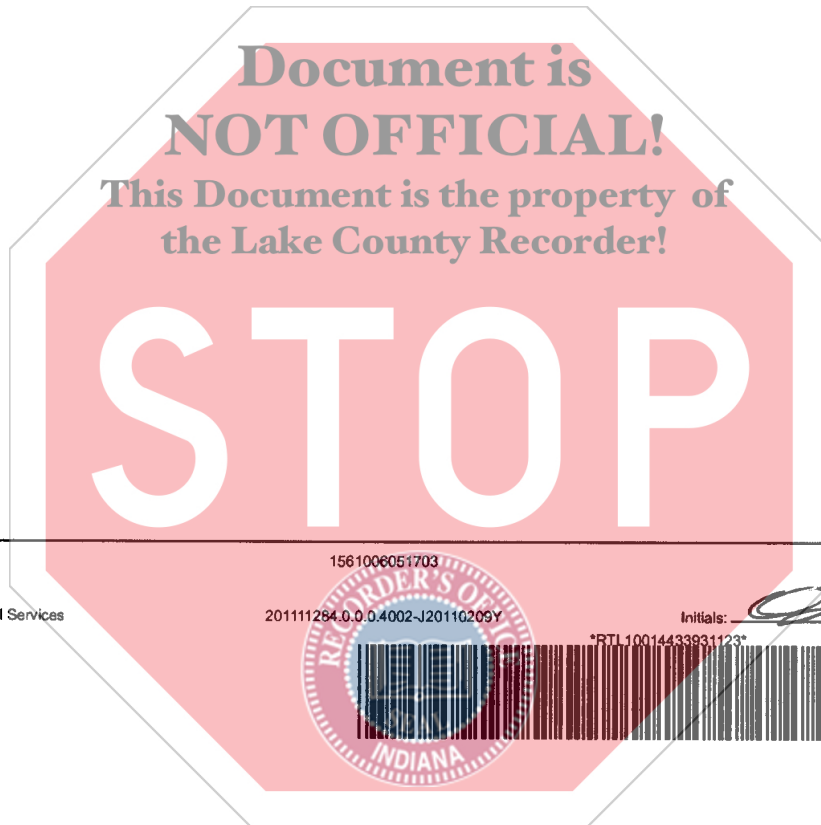 Document is
NOT OFFICIAL!
This Document is the property of
the Lake County Recorder!
STOP
1561006051703
Services
201111284.0.0.0.4002-J20110209Y
Initials:
*RTL10014433931123*
RECORDER'S OFFICE
SEAL
INDIANA